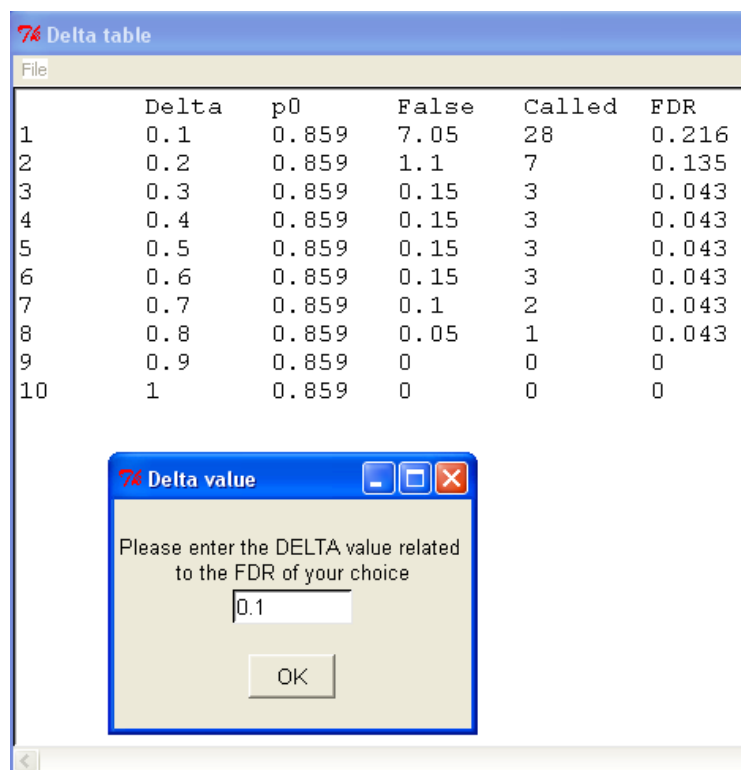 Delta table
File
Delta p0 False Called FDR
1 0.1 0.859 7.05 28 0.216
2 0.2 0.859 1.1 7 0.135
3 0.3 0.859 0.15 3 0.043
4 0.4 0.859 0.15 3 0.043
5 0.5 0.859 0.15 3 0.043
6 0.6 0.859 0.15 3 0.043
7 0.7 0.859 0.1 2 0.043
8 0.8 0.859 0.05 1 0.043
9 0.9 0.859 0 0 0
10 1 0.859 0 0 0
Delta value
Please enter the DELTA value related
to the FDR of your choice
0.1
OK